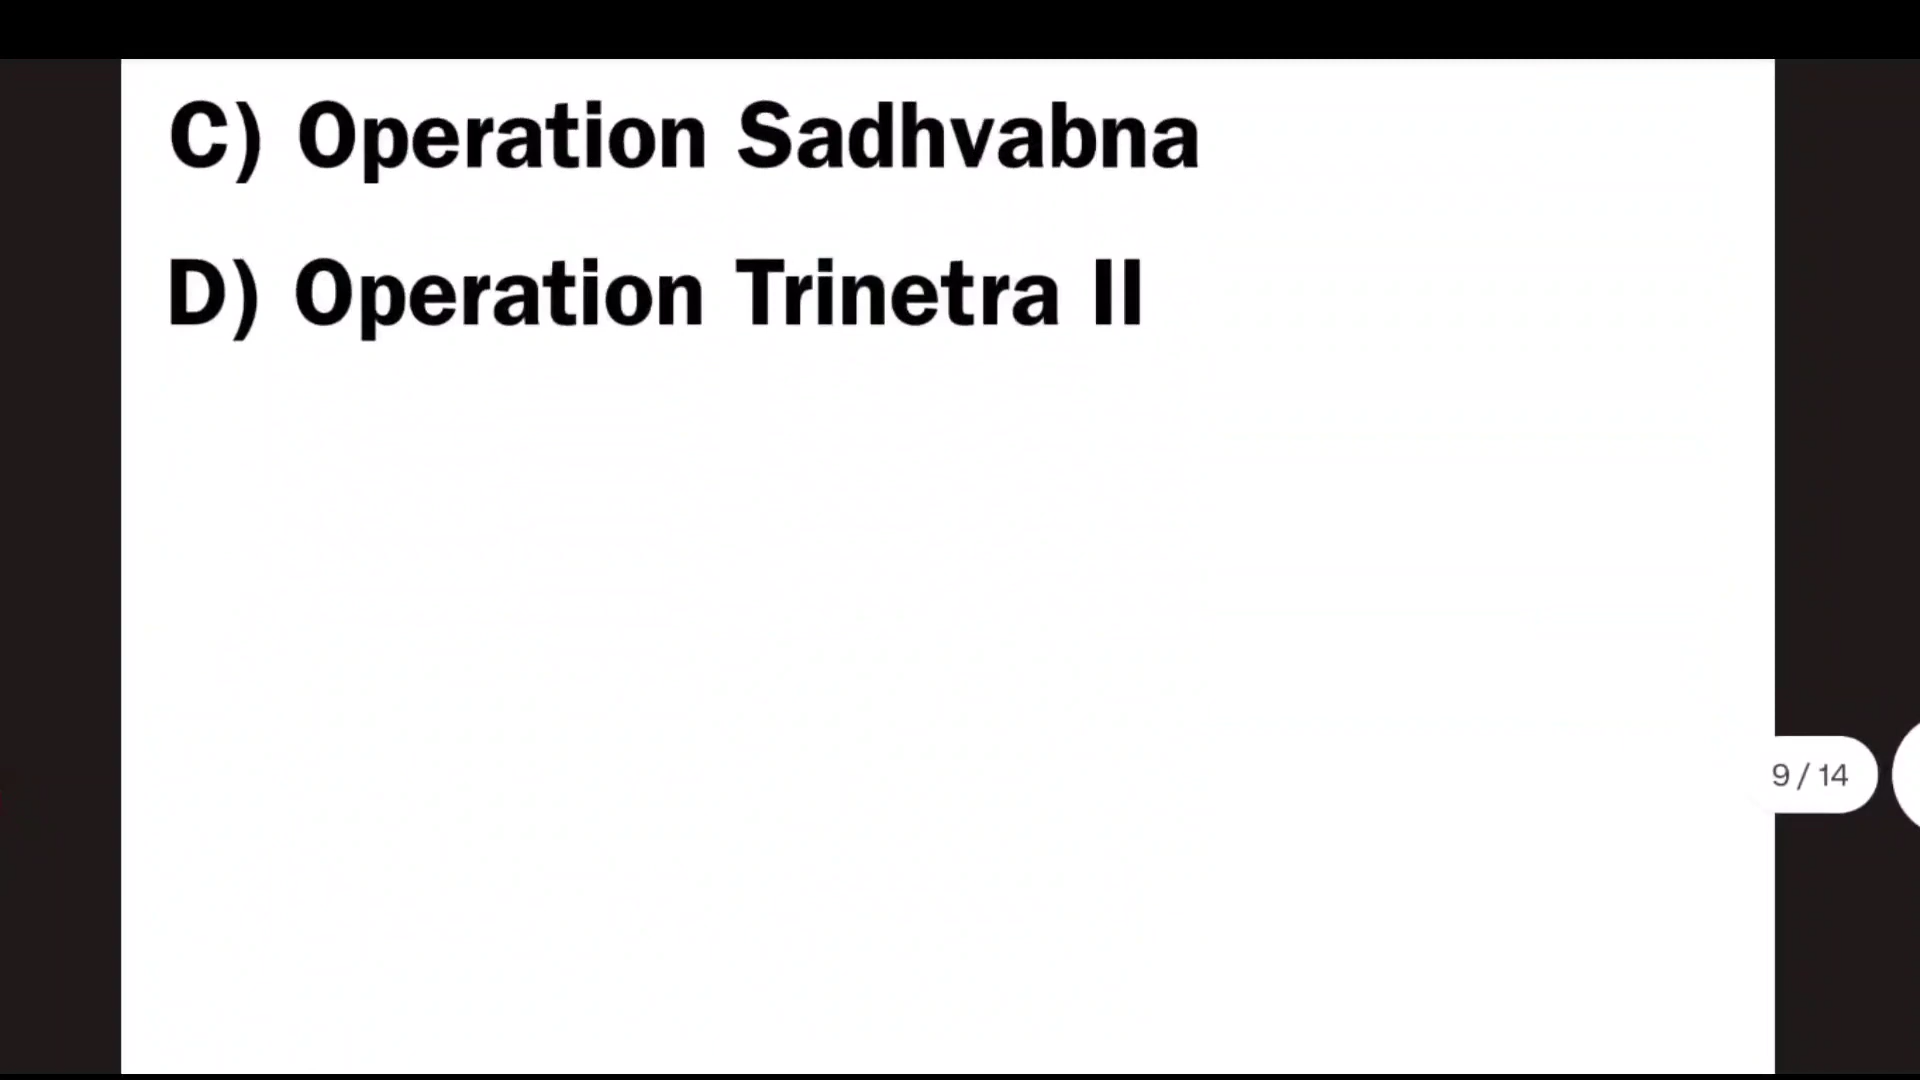 C) Operation Sadhvabna
D) Operation Trinetra II
9 / 14